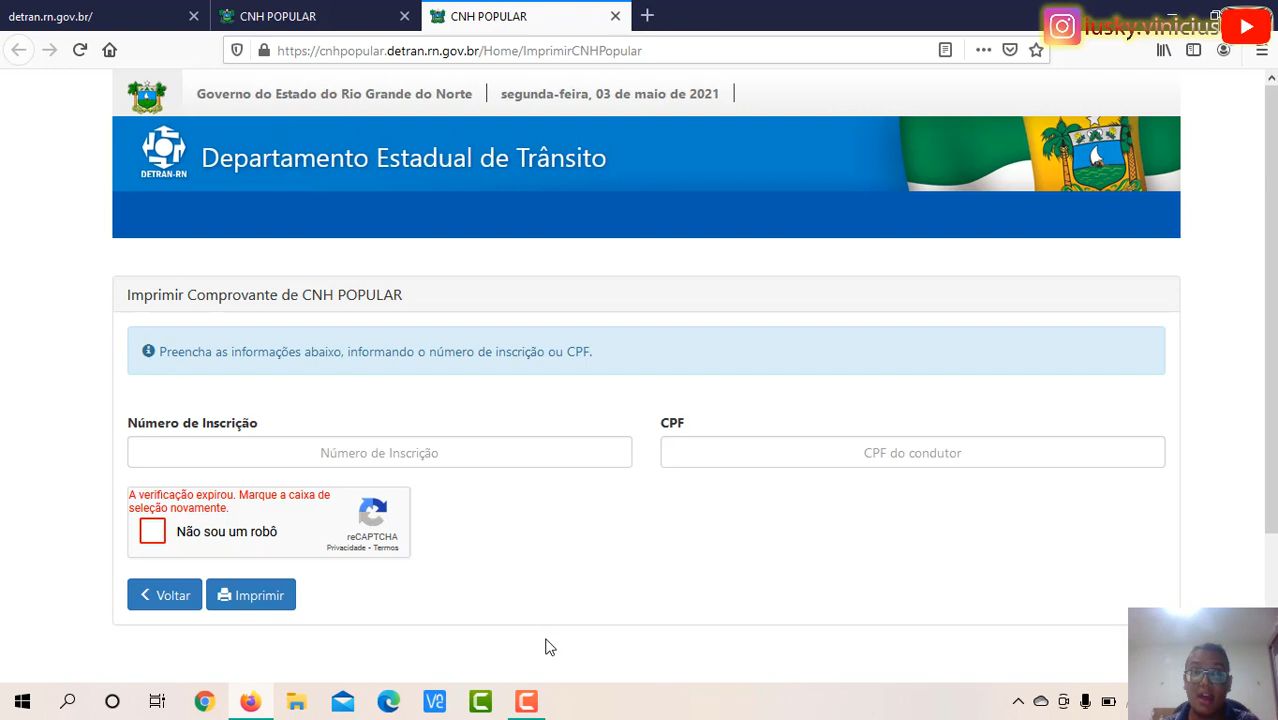 detran.rn.gov.br/
CNH POPULAR
CNH POPULAR
lusky.vinicius
https://cnhpopular.detran.rn.gov.br/Home/ImprimirCNHPopular
Governo do Estado do Rio Grande do Norte
segunda-feira, 03 de maio de 2021
DETRAN-RN
Departamento Estadual de Trânsito
Imprimir Comprovante de CNH POPULAR
Preencha as informações abaixo, informando o número de inscrição ou CPF.
Número de Inscrição
CPF
Número de Inscrição
CPF do condutor
A verificação expirou. Marque a caixa de
seleção novamente.
Não sou um robô
reCAPTCHA
Privacidade - Termos
Voltar
Imprimir